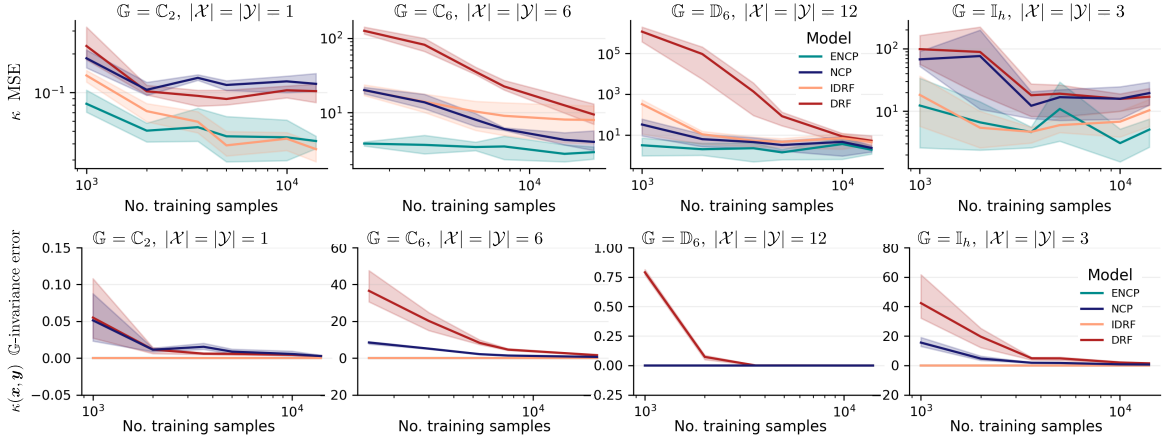 𝔾 = ℂ₂, |𝒳| = |𝒴| = 1
𝔾 = ℂ₆, |𝒳| = |𝒴| = 6
𝔾 = 𝔻₆, |𝒳| = |𝒴| = 12
𝔾 = 𝕀ₕ, |𝒳| = |𝒴| = 3
κ MSE
10⁻¹
10³ 10⁴
No. training samples
10²
10¹
10⁴
No. training samples
10⁵
10³
10¹
10³ 10⁴
No. training samples
Model
ENCP
NCP
IDRF
DRF
10²
10¹
10³ 10⁴
No. training samples
𝔾 = ℂ₂, |𝒳| = |𝒴| = 1
𝔾 = ℂ₆, |𝒳| = |𝒴| = 6
𝔾 = 𝔻₆, |𝒳| = |𝒴| = 12
𝔾 = 𝕀ₕ, |𝒳| = |𝒴| = 3
κ(𝒙, 𝒚) 𝔾-invariance error
0.15
0.10
0.05
0.00
−0.05
10³ 10⁴
No. training samples
60
40
20
0
20
10⁴
No. training samples
1.00
0.75
0.50
0.25
0.00
0.25
10³ 10⁴
No. training samples
80
60
40
20
0
20
10³ 10⁴
No. training samples
Model
ENCP
NCP
IDRF
DRF